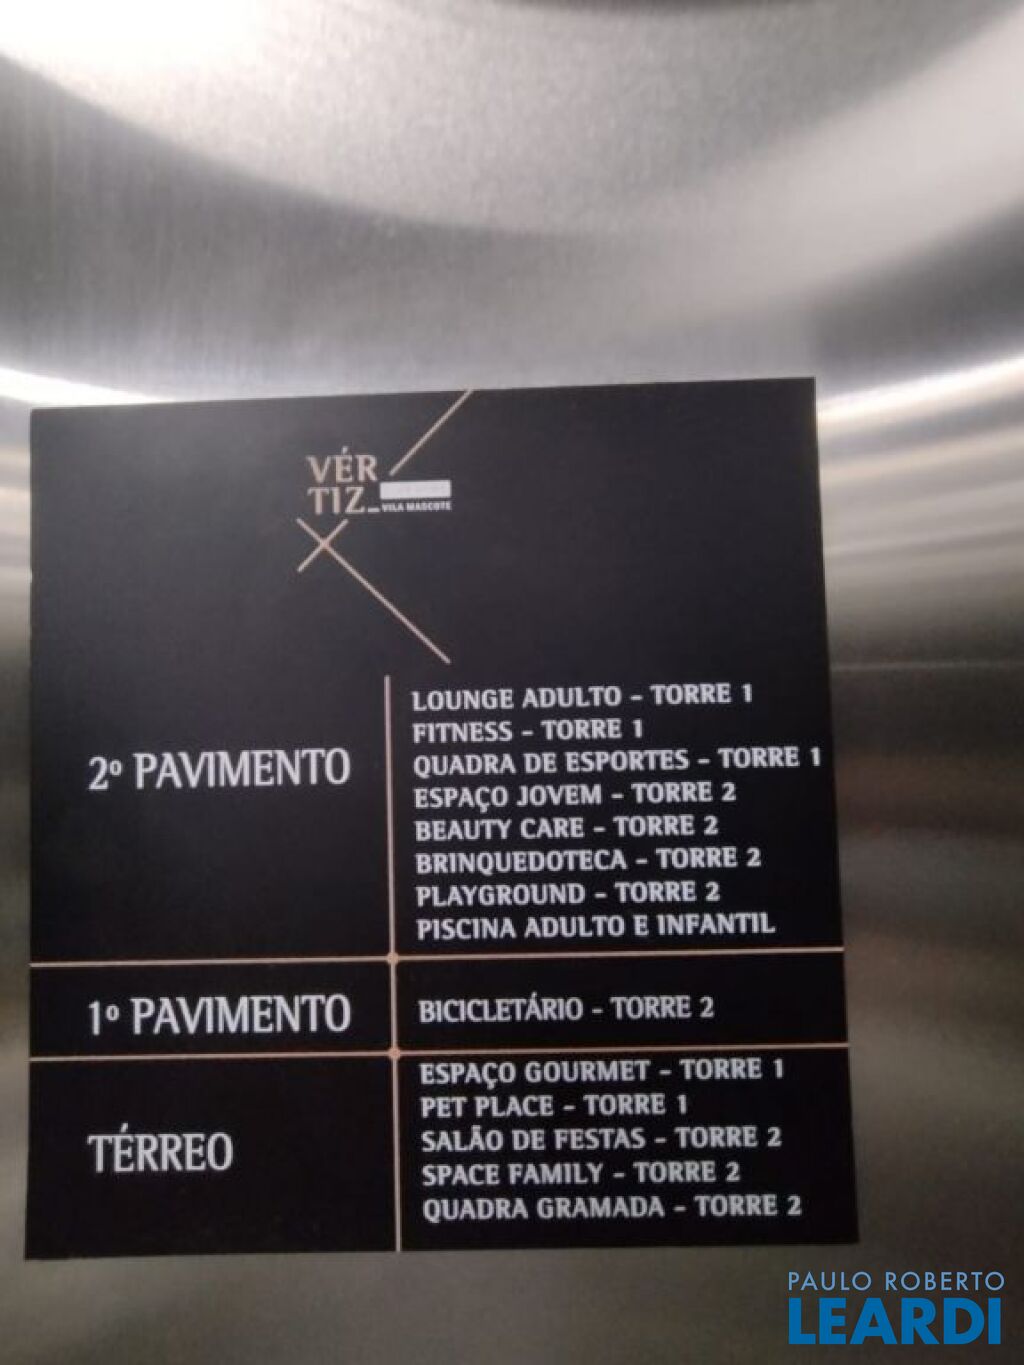 VÉR
TIZ_
VILA MASCOTE
2º PAVIMENTO
LOUNGE ADULTO – TORRE 1
FITNESS – TORRE 1
QUADRA DE ESPORTES – TORRE 1
ESPAÇO JOVEM – TORRE 2
BEAUTY CARE – TORRE 2
BRINQUEDOTECA – TORRE 2
PLAYGROUND – TORRE 2
PISCINA ADULTO E INFANTIL
1º PAVIMENTO
BICICLETÁRIO – TORRE 2
TÉRREO
ESPAÇO GOURMET – TORRE 1
PET PLACE – TORRE 1
SALÃO DE FESTAS – TORRE 2
SPACE FAMILY – TORRE 2
QUADRA GRAMADA – TORRE 2
PAULO ROBERTO
LEARDI